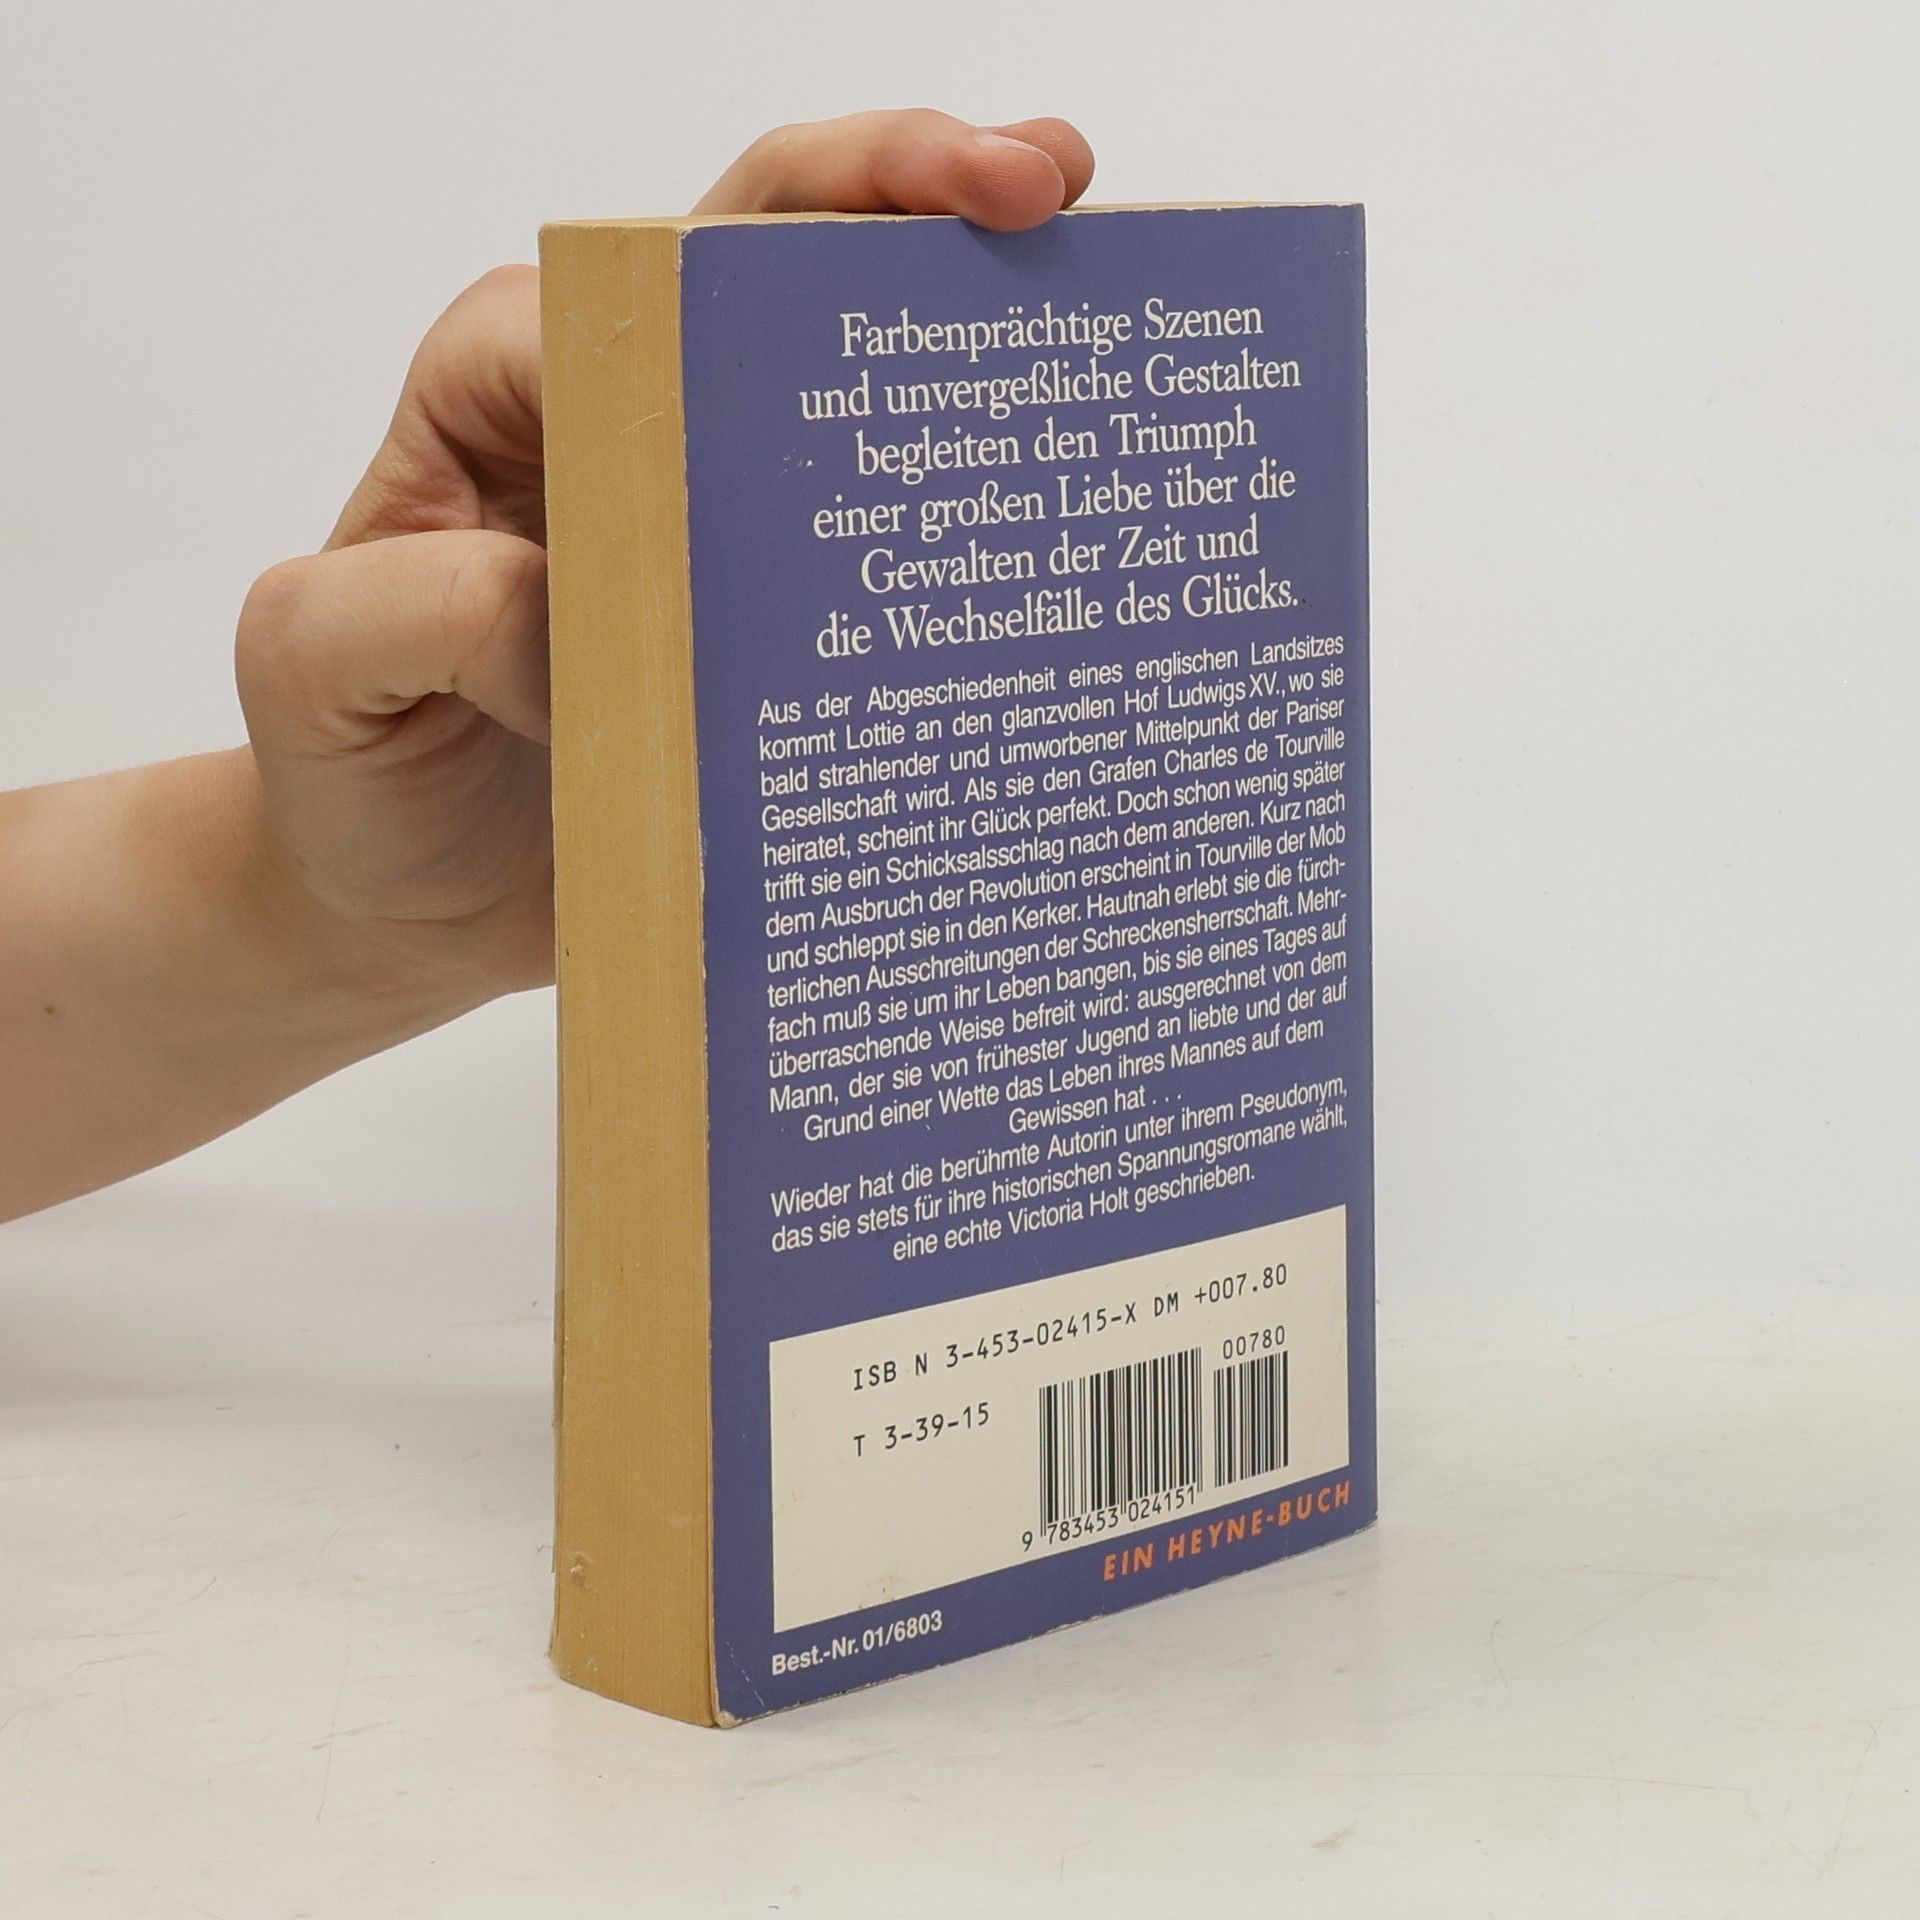 Farbenprächtige Szenen
und unvergeßliche Gestalten
begleiten den Triumph
einer großen Liebe über die
Gewalten der Zeit und
die Wechselfälle des Glücks.
Aus der Abgeschiedenheit eines englischen Landsitzes
kommt Lottie an den glanzvollen Hof Ludwigs XV., wo sie
bald strahlender und umworbener Mittelpunkt der Pariser
Gesellschaft wird. Als sie den Grafen Charles de Tourville
heiratet, scheint ihr Glück perfekt. Doch schon wenig später
trifft sie ein Schicksalsschlag nach dem anderen. Kurz nach
dem Ausbruch der Revolution erscheint in Tourville der Mob
und schleppt sie in den Kerker. Hautnah erlebt sie die fürch-
terlichen Ausschreitungen der Schreckensherrschaft. Mehr-
fach muß sie um ihr Leben bangen, bis sie eines Tages auf
überraschende Weise befreit wird: ausgerechnet von dem
Mann, der sie von frühester Jugend an liebte und der auf
Grund einer Wette das Leben ihres Mannes auf dem
Gewissen hat . . .
Wieder hat die berühmte Autorin unter ihrem Pseudonym,
das sie stets für ihre historischen Spannungsromane wählt,
eine echte Victoria Holt geschrieben.
ISB N 3-453-02415-X DM +007.80
00780
T 3-39-15
9 783453 024151
EIN HEYNE-BUCH
Best.-Nr. 01/6803